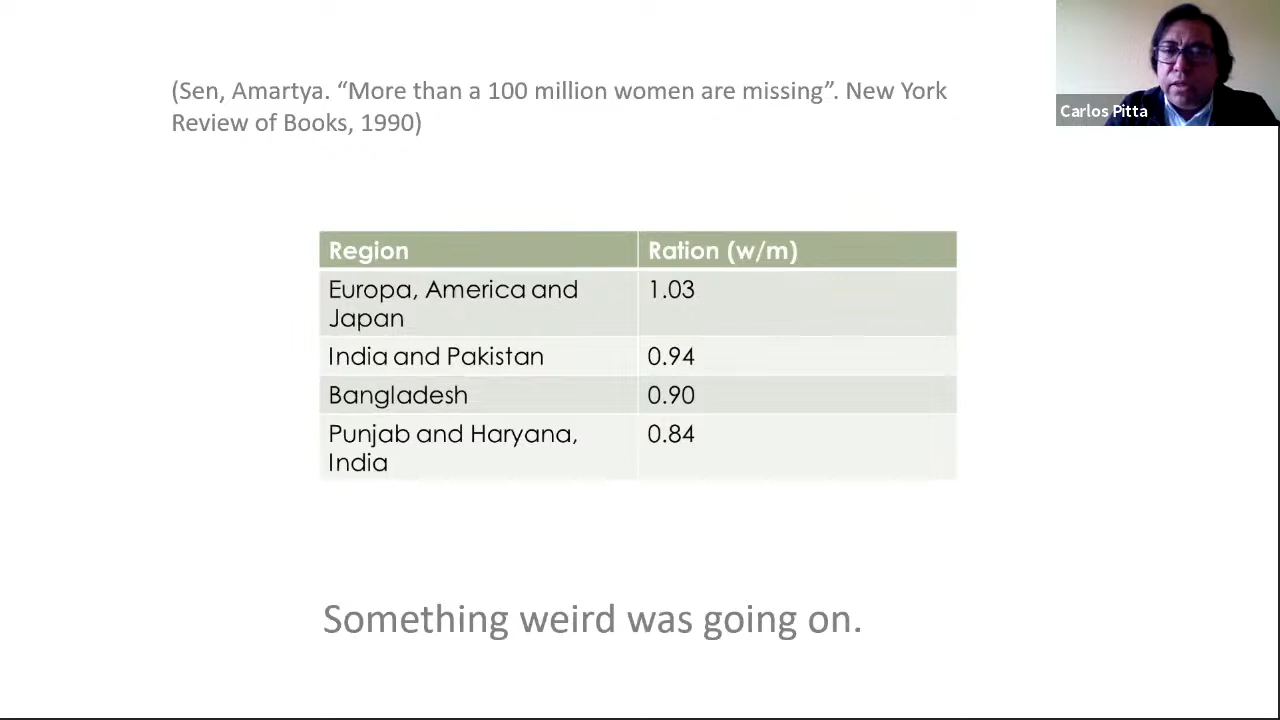 (Sen, Amartya. “More than a 100 million women are missing”. New York
Review of Books, 1990)
Carlos Pitta
Region
Ration (w/m)
Europa, America and
Japan
1.03
India and Pakistan
0.94
Bangladesh
0.90
Punjab and Haryana,
India
0.84
Something weird was going on.